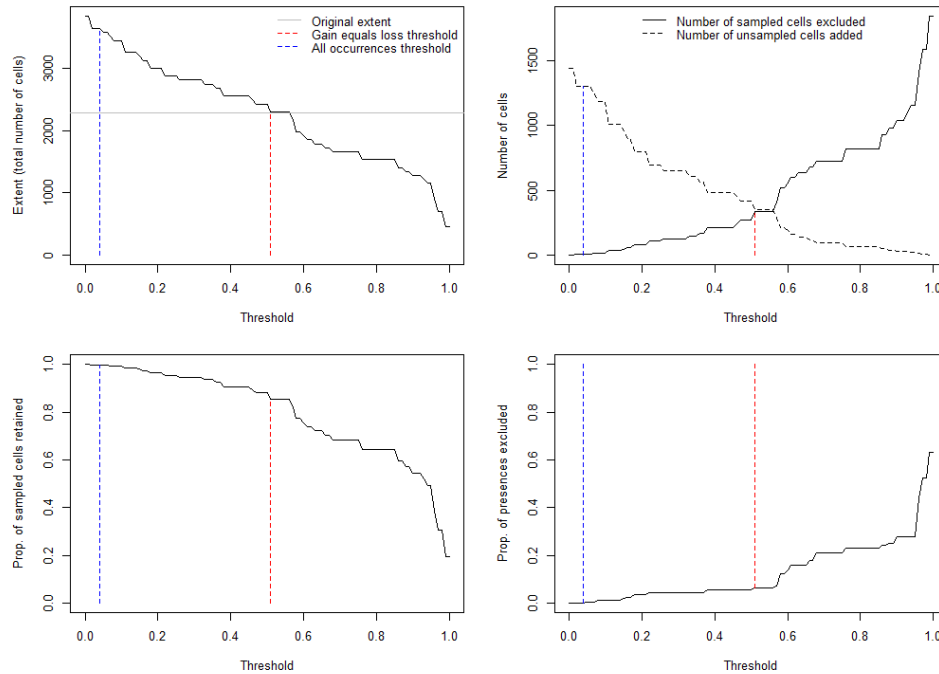 Original extent
Gain equals loss threshold
All occurrences threshold
Extent (total number of cells)
0 1000 2000 3000
0.0 0.2 0.4 0.6 0.8 1.0
Threshold
Number of sampled cells excluded
Number of unsampled cells added
Number of cells
0 500 1000 1500
0.0 0.2 0.4 0.6 0.8 1.0
Threshold
Prop. of sampled cells retained
0.0 0.2 0.4 0.6 0.8 1.0
0.0 0.2 0.4 0.6 0.8 1.0
Threshold
Prop. of presences excluded
0.0 0.2 0.4 0.6 0.8 1.0
0.0 0.2 0.4 0.6 0.8 1.0
Threshold